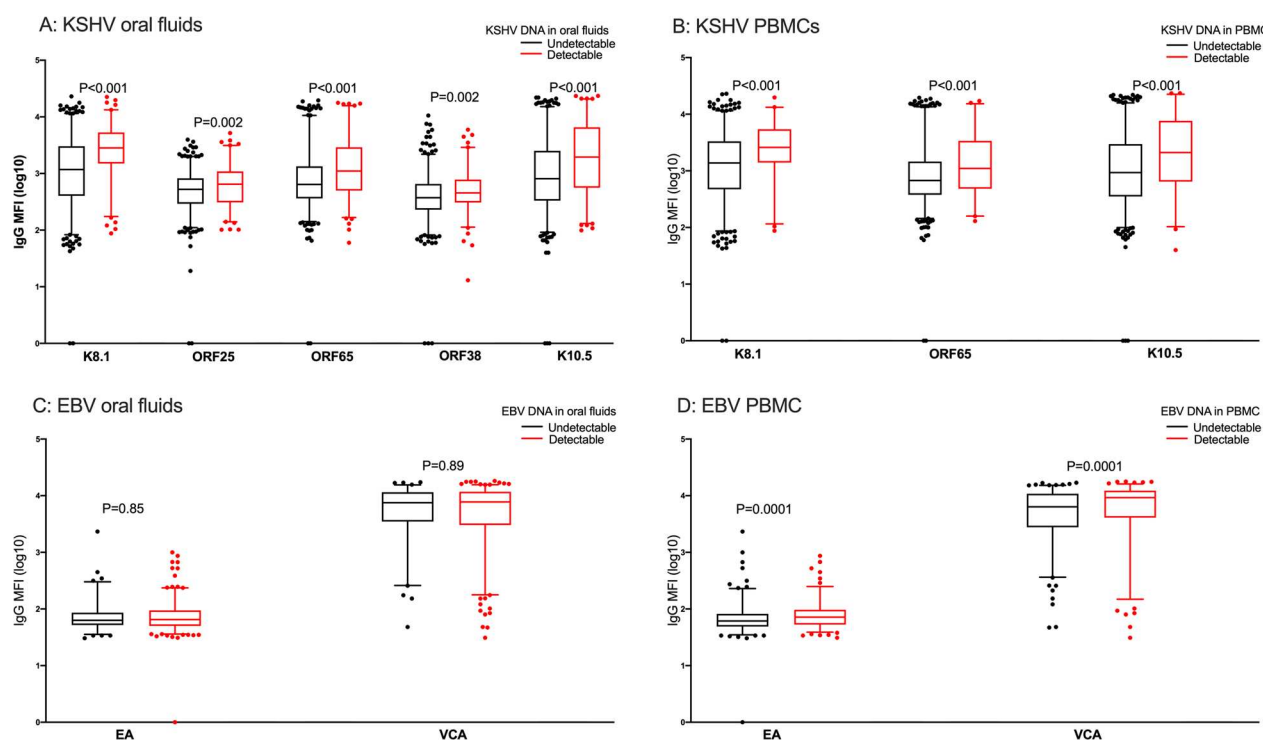 A: KSHV oral fluids
KSHV DNA in oral fluids
Undetectable
Detectable
IgG MFI (log10)
5
4
3
2
1
0
P<0.001
P=0.002
P<0.001
P=0.002
P<0.001
K8.1
ORF25
ORF65
ORF38
K10.5
B: KSHV PBMCs
KSHV DNA in PBMC
Undetectable
Detectable
IgG MFI (log10)
5
4
3
2
1
0
P<0.001
P<0.001
P<0.001
K8.1
ORF65
K10.5
C: EBV oral fluids
EBV DNA in oral fluids
Undetectable
Detectable
IgG MFI (log10)
5
4
3
2
1
0
P=0.85
P=0.89
EA
VCA
D: EBV PBMC
EBV DNA in PBMC
Undetectable
Detectable
IgG MFI (log10)
5
4
3
2
1
0
P=0.0001
P=0.0001
EA
VCA